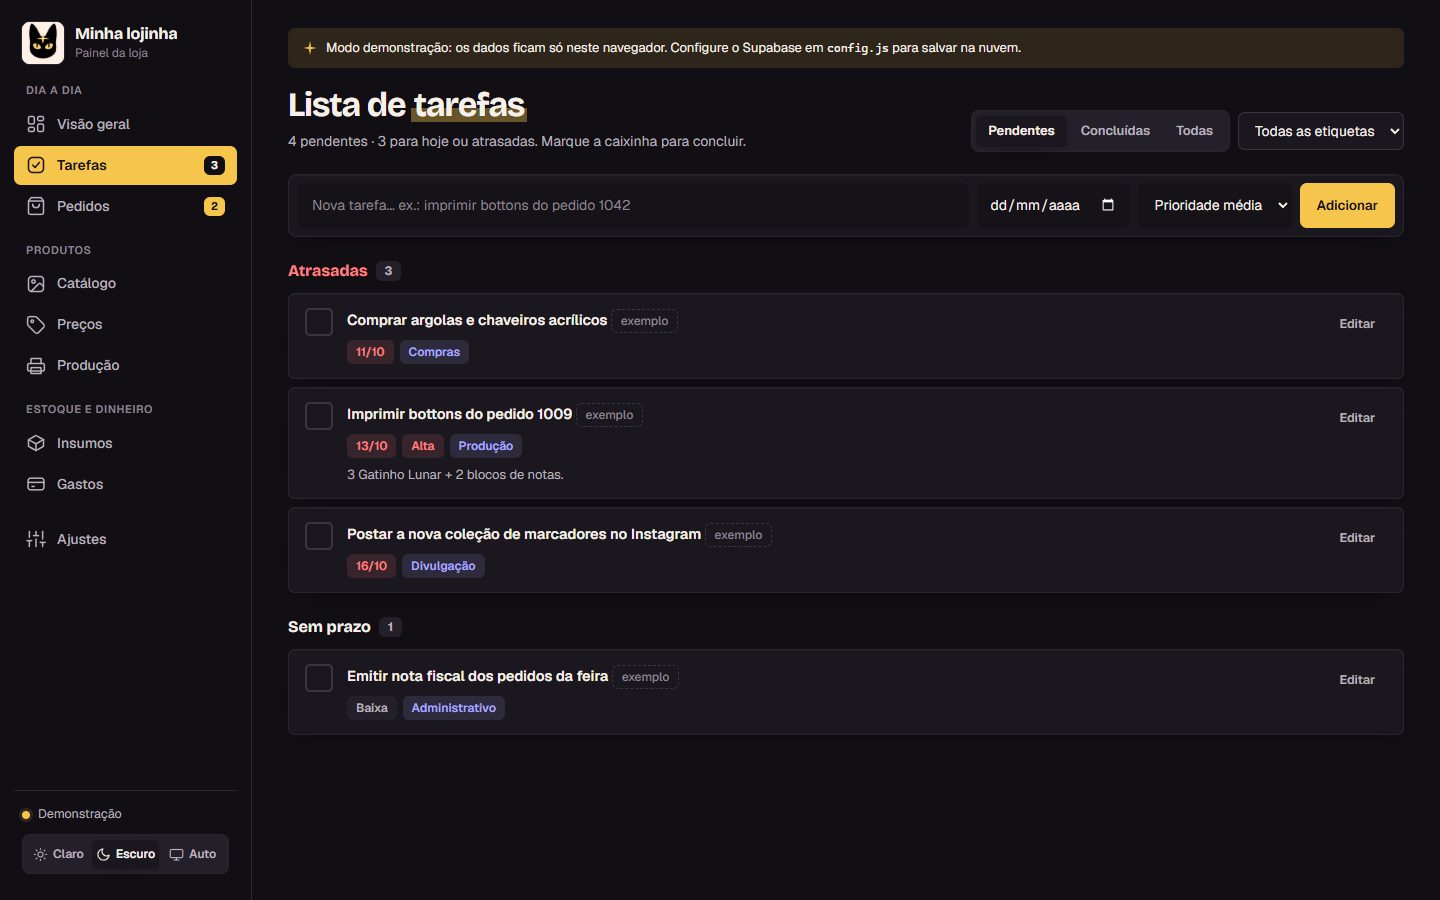 Minha lojinha
Painel da loja
DIA A DIA
Visão geral
Tarefas 3
Pedidos 2
PRODUTOS
Catálogo
Preços
Produção
ESTOQUE E DINHEIRO
Insumos
Gastos
Ajustes
Demonstração
Claro Escuro Auto
Modo demonstração: os dados ficam só neste navegador. Configure o Supabase em config.js para salvar na nuvem.
Lista de tarefas
4 pendentes · 3 para hoje ou atrasadas. Marque a caixinha para concluir.
Pendentes Concluídas Todas Todas as etiquetas
Nova tarefa... ex.: imprimir bottons do pedido 1042 dd/mm/aaaa Prioridade média Adicionar
Atrasadas 3
Comprar argolas e chaveiros acrílicos exemplo Editar
11/10 Compras
Imprimir bottons do pedido 1009 exemplo Editar
13/10 Alta Produção
3 Gatinho Lunar + 2 blocos de notas.
Postar a nova coleção de marcadores no Instagram exemplo Editar
16/10 Divulgação
Sem prazo 1
Emitir nota fiscal dos pedidos da feira exemplo Editar
Baixa Administrativo